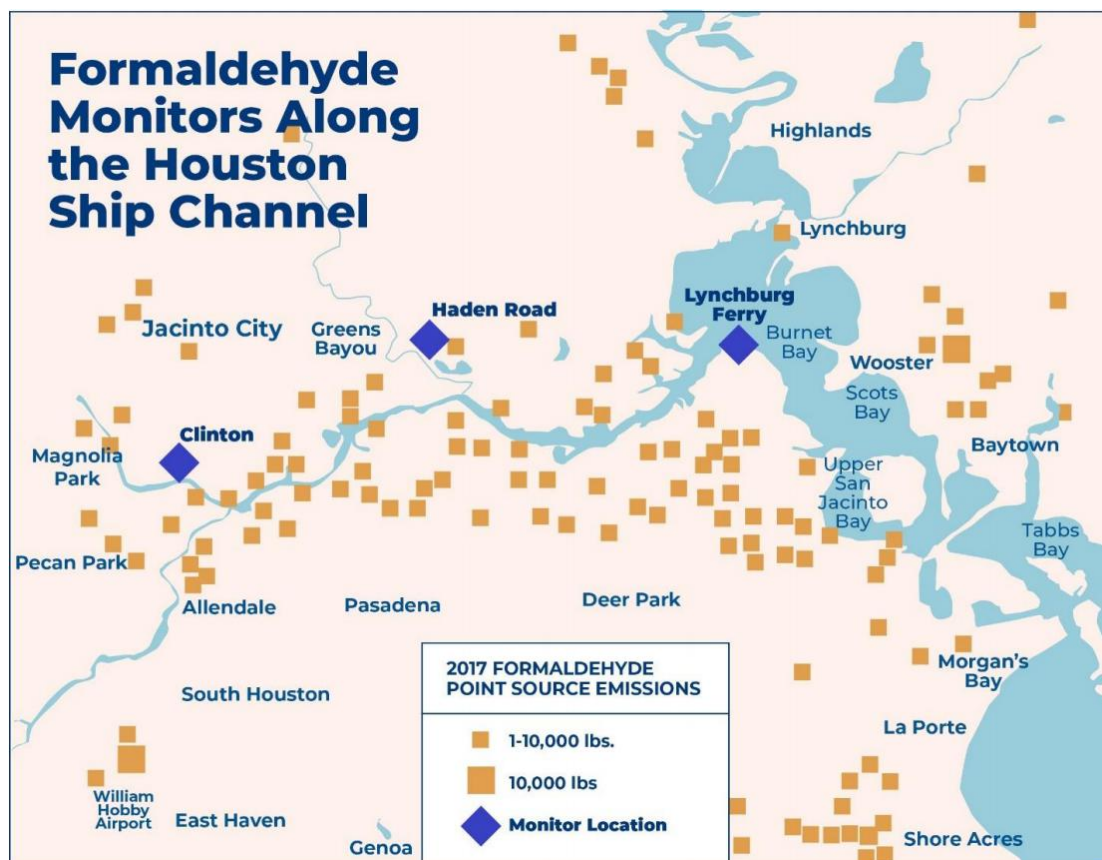 Formaldehyde
Monitors Along
the Houston
Ship Channel
Highlands
Lynchburg
Lynchburg
Ferry
Haden Road
Jacinto City
Greens
Bayou
Burnet
Bay
Wooster
Scots
Bay
Clinton
Magnolia
Park
Baytown
Upper
San
Jacinto
Bay
Tabbs
Bay
Pecan Park
Allendale
Pasadena
Deer Park
2017 FORMALDEHYDE
POINT SOURCE EMISSIONS
1-10,000 lbs.
10,000 lbs
Monitor Location
Morgan's
Bay
South Houston
La Porte
William
Hobby
Airport
East Haven
Genoa
Shore Acres